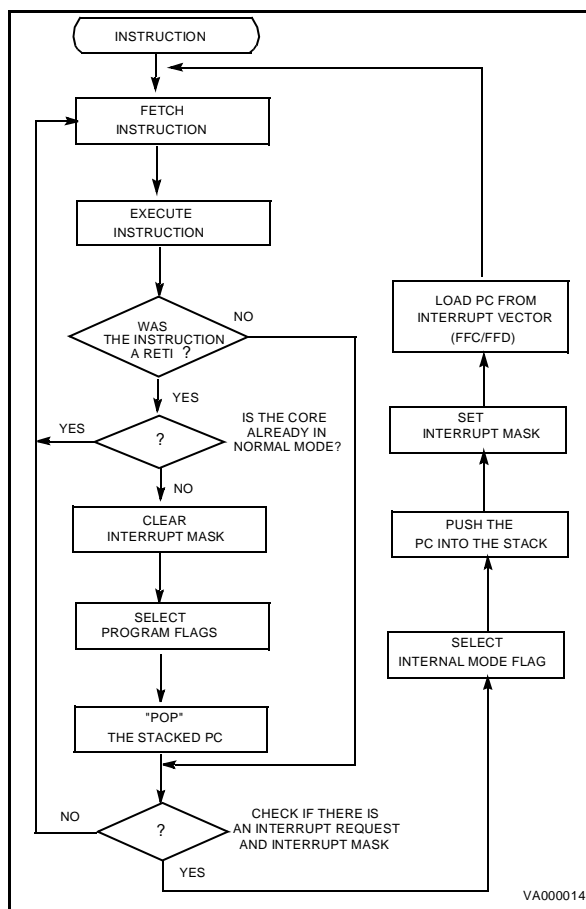 INSTRUCTION
FETCH
INSTRUCTION
EXECUTE
INSTRUCTION
WAS
THE INSTRUCTION
A RETI ?
NO
YES
?
YES
IS THE CORE
ALREADY IN
NORMAL MODE?
NO
CLEAR
INTERRUPT MASK
SELECT
PROGRAM FLAGS
"POP"
THE STACKED PC
?
NO
CHECK IF THERE IS
AN INTERRUPT REQUEST
AND INTERRUPT MASK
YES
LOAD PC FROM
INTERRUPT VECTOR
(FFC/FFD)
SET
INTERRUPT MASK
PUSH THE
PC INTO THE STACK
SELECT
INTERNAL MODE FLAG
VA000014